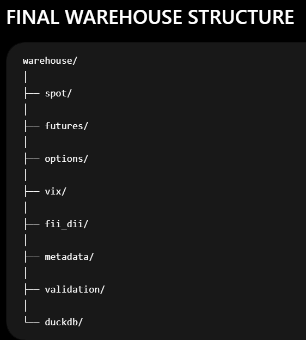 FINAL WAREHOUSE STRUCTURE
warehouse/
│
├── spot/
│
├── futures/
│
├── options/
│
├── vix/
│
├── fii_dii/
│
├── metadata/
│
├── validation/
│
└── duckdb/